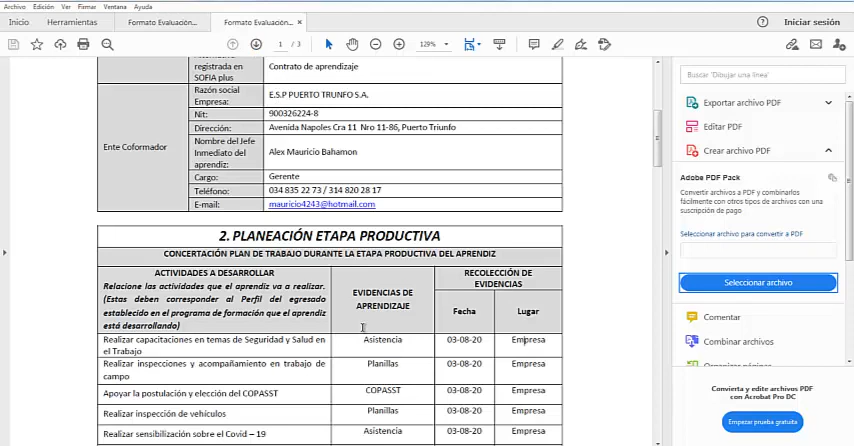 Archivo Edición Ver Firmar Ventana Ayuda
Inicio Herramientas Formato Evaluación... Formato Evaluación... × Iniciar sesión
1 / 3 129%
registrada en
SOFIA plus
Contrato de aprendizaje
Ente Coformador
Razón social
Empresa:
E.S.P PUERTO TRUNFO S.A.
Nit: 900326224-8
Dirección: Avenida Napoles Cra 11 Nro 11-86, Puerto Triunfo
Nombre del Jefe
Inmediato del
aprendiz:
Alex Mauricio Bahamon
Cargo: Gerente
Teléfono: 034 835 22 73 / 314 820 28 17
E-mail: mauricio4243@hotmail.com
2. PLANEACIÓN ETAPA PRODUCTIVA
CONCERTACIÓN PLAN DE TRABAJO DURANTE LA ETAPA PRODUCTIVA DEL APRENDIZ
ACTIVIDADES A DESARROLLAR
Relacione las actividades que el aprendiz va a realizar.
(Estas deben corresponder al Perfil del egresado
establecido en el programa de formación que el aprendiz
está desarrollando)
EVIDENCIAS DE
APRENDIZAJE
RECOLECCIÓN DE
EVIDENCIAS
Fecha Lugar
Realizar capacitaciones en temas de Seguridad y Salud en
el Trabajo
Asistencia 03-08-20 Empresa
Realizar inspecciones y acompañamiento en trabajo de
campo
Planillas 03-08-20 Empresa
Apoyar la postulación y elección del COPASST COPASST 03-08-20 Empresa
Realizar inspección de vehículos Planillas 03-08-20 Empresa
Realizar sensibilización sobre el Covid – 19 Asistencia 03-08-20 Empresa
Buscar 'Dibujar una línea'
Exportar archivo PDF
Editar PDF
Crear archivo PDF
Adobe PDF Pack
Convertir archivos a PDF y combinarlos
fácilmente con otros tipos de archivos con una
suscripción de pago
Seleccionar archivo para convertir a PDF
Seleccionar archivo
Comentar
Combinar archivos
Organizar páginas
Convierta y edite archivos PDF
con Acrobat Pro DC
Empezar prueba gratuita